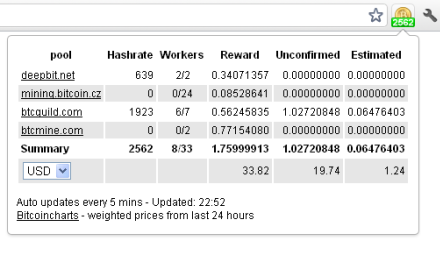 2562
pool Hashrate Workers Reward Unconfirmed Estimated
deepbit.net 639 2/2 0.34071357 0.00000000 0.00000000
mining.bitcoin.cz 0 0/24 0.08528641 0.00000000 0.00000000
btcguild.com 1923 6/7 0.56245835 1.02720848 0.06476403
btcmine.com 0 0/2 0.77154080 0.00000000 0.00000000
Summary 2562 8/33 1.75999913 1.02720848 0.06476403
USD 33.82 19.74 1.24
Auto updates every 5 mins - Updated: 22:52
Bitcoincharts - weighted prices from last 24 hours